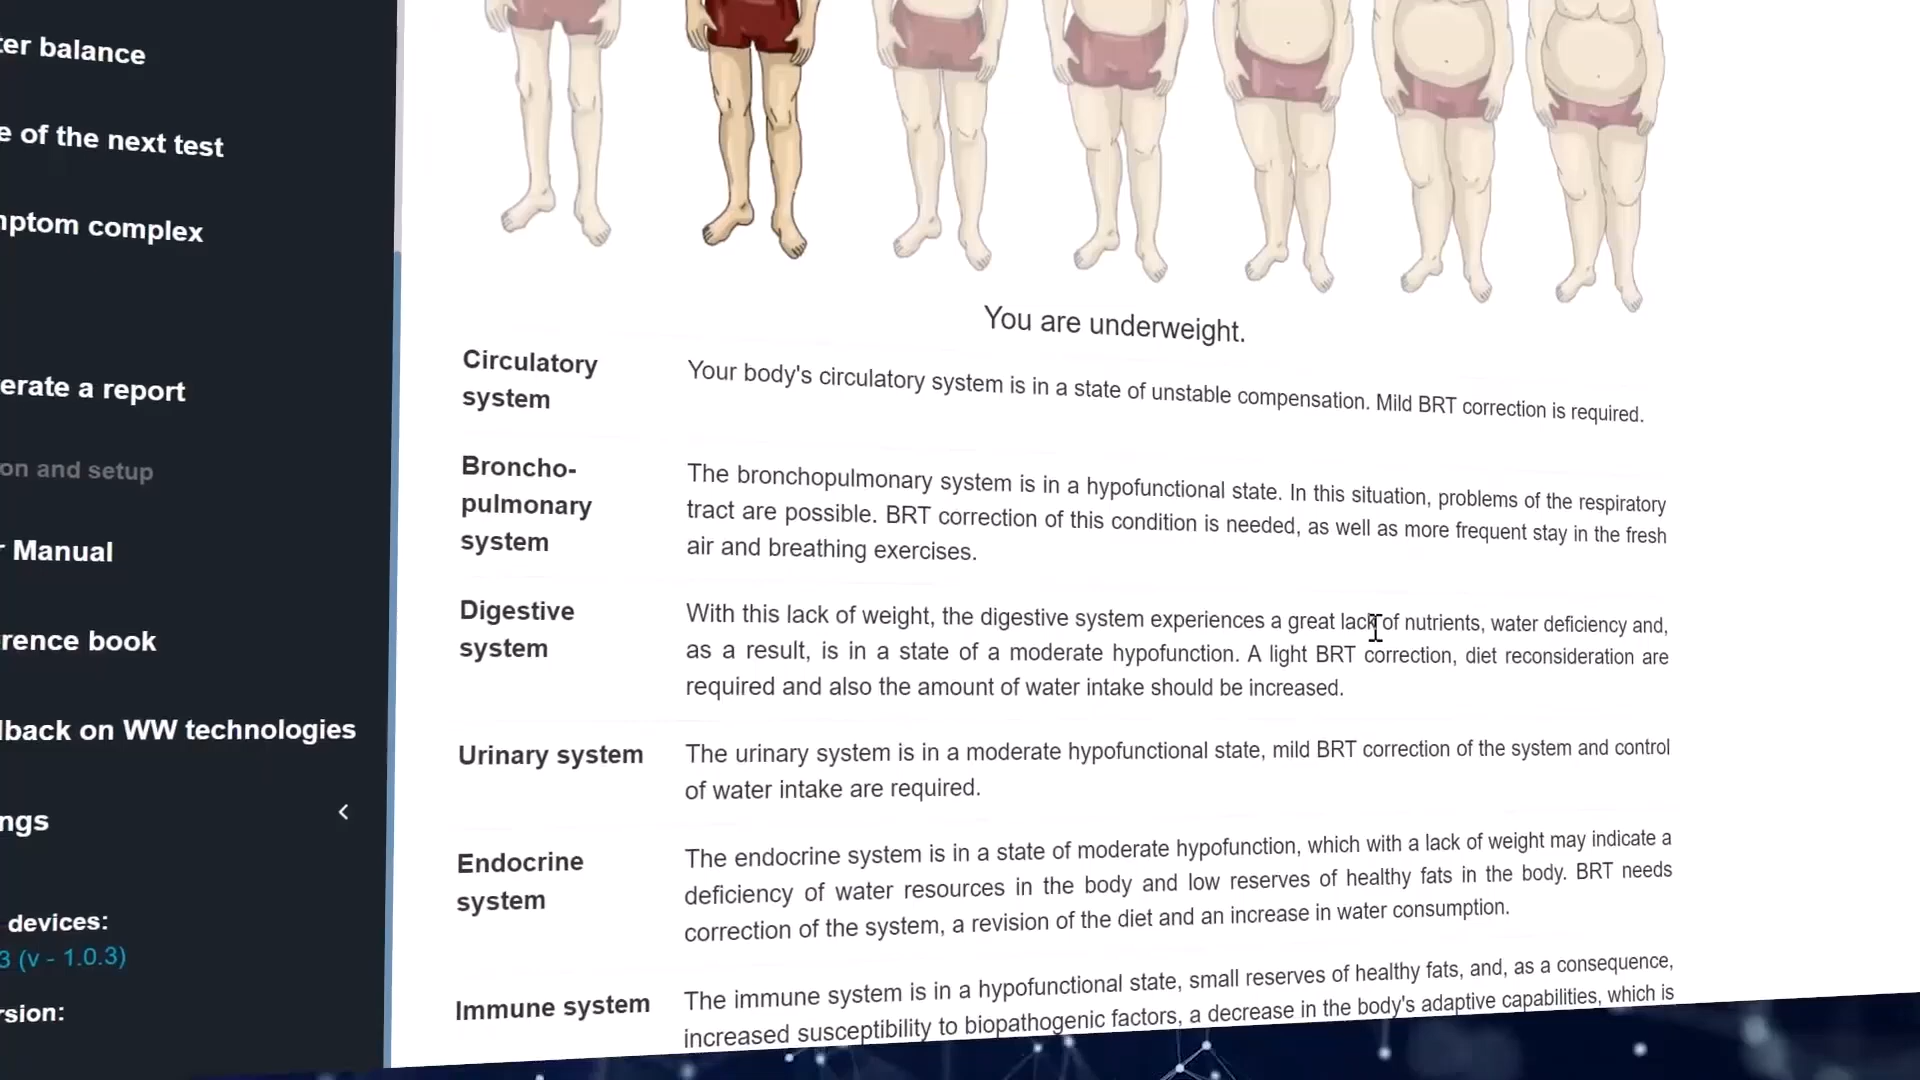 ter balance
e of the next test
nptom complex
erate a report
on and setup
r Manual
rence book
lback on WW technologies
ngs
devices:
3 (v - 1.0.3)
rsion:
You are underweight.
Circulatory
system
Your body's circulatory system is in a state of unstable compensation. Mild BRT correction is required.
Broncho-
pulmonary
system
The bronchopulmonary system is in a hypofunctional state. In this situation, problems of the respiratory
tract are possible. BRT correction of this condition is needed, as well as more frequent stay in the fresh
air and breathing exercises.
Digestive
system
With this lack of weight, the digestive system experiences a great lack of nutrients, water deficiency and,
as a result, is in a state of a moderate hypofunction. A light BRT correction, diet reconsideration are
required and also the amount of water intake should be increased.
Urinary system
The urinary system is in a moderate hypofunctional state, mild BRT correction of the system and control
of water intake are required.
Endocrine
system
The endocrine system is in a state of moderate hypofunction, which with a lack of weight may indicate a
deficiency of water resources in the body and low reserves of healthy fats in the body. BRT needs
correction of the system, a revision of the diet and an increase in water consumption.
Immune system
The immune system is in a hypofunctional state, small reserves of healthy fats, and, as a consequence,
increased susceptibility to biopathogenic factors, a decrease in the body's adaptive capabilities, which is